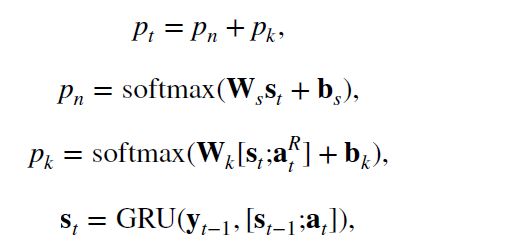 p_t = p_n + p_k,
p_n = softmax(W_s s_t + b_s),
p_k = softmax(W_k[s_t; a_t^R] + b_k),
s_t = GRU(y_{t−1}, [s_{t−1}; a_t]),